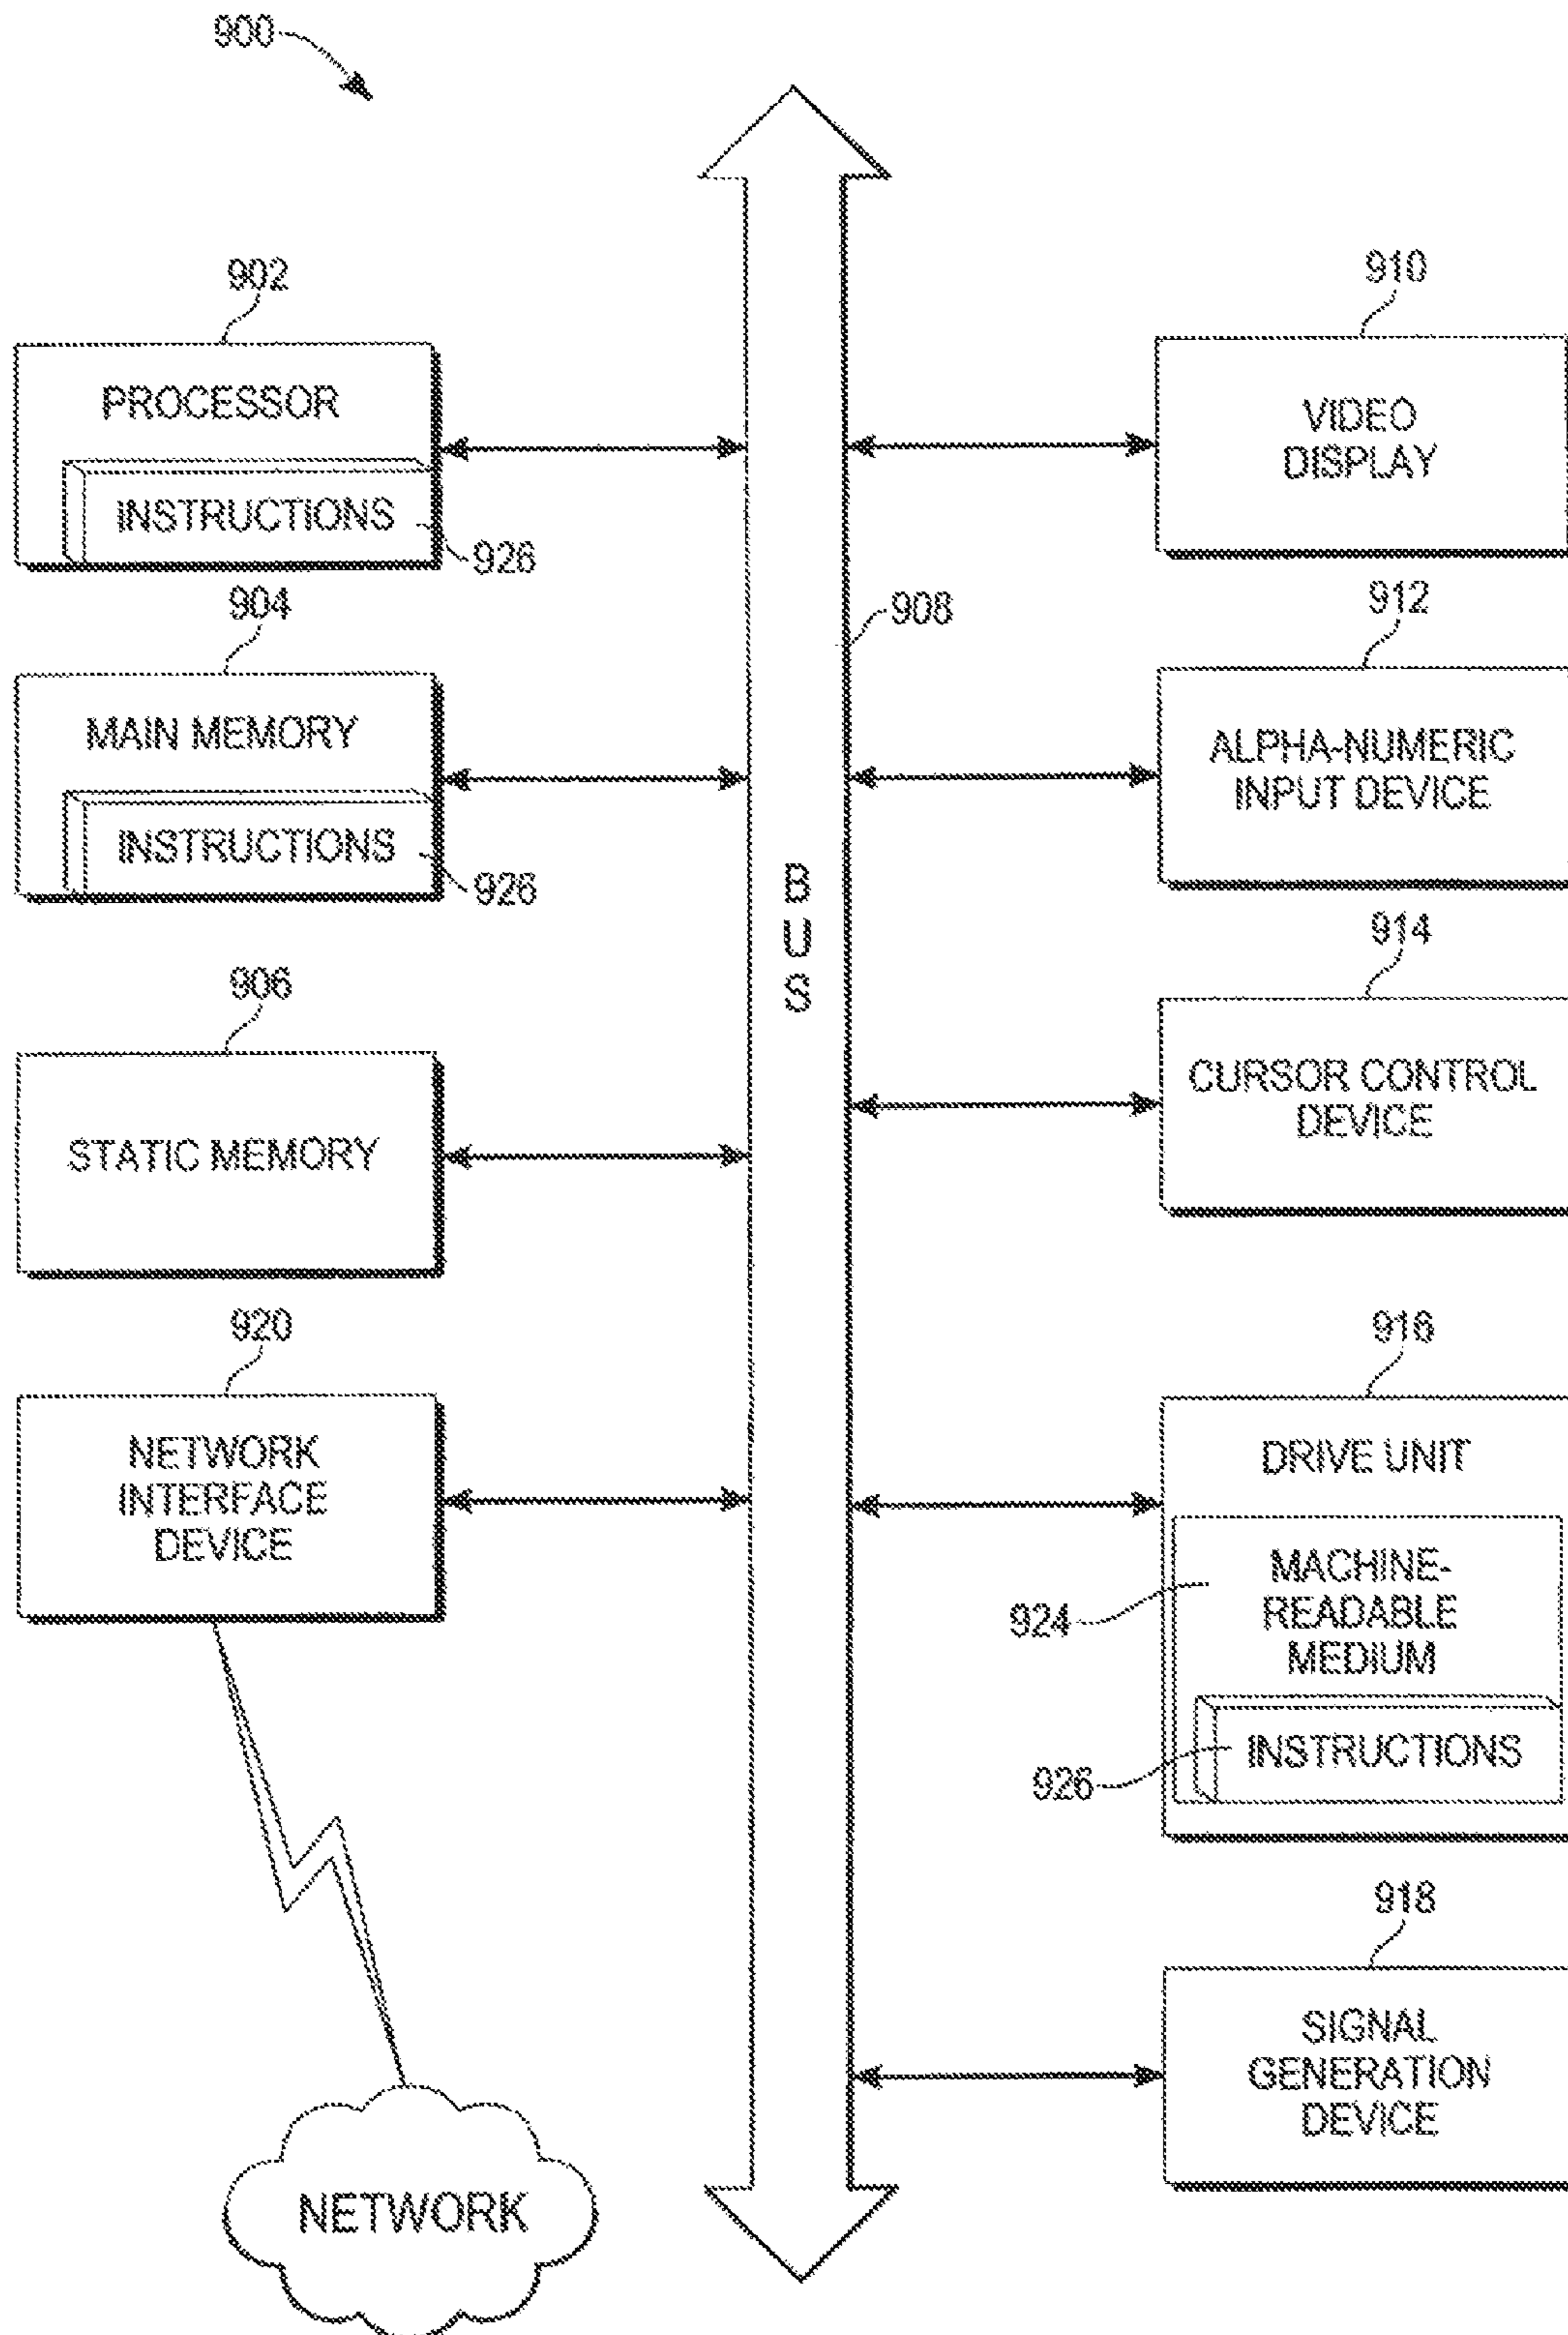 900
902
PROCESSOR
INSTRUCTIONS
926
904
MAIN MEMORY
INSTRUCTIONS
926
906
STATIC MEMORY
920
NETWORK
INTERFACE
DEVICE
NETWORK
908
B
U
S
910
VIDEO
DISPLAY
912
ALPHA-NUMERIC
INPUT DEVICE
914
CURSOR CONTROL
DEVICE
916
DRIVE UNIT
924
MACHINE-
READABLE
MEDIUM
926
INSTRUCTIONS
918
SIGNAL
GENERATION
DEVICE